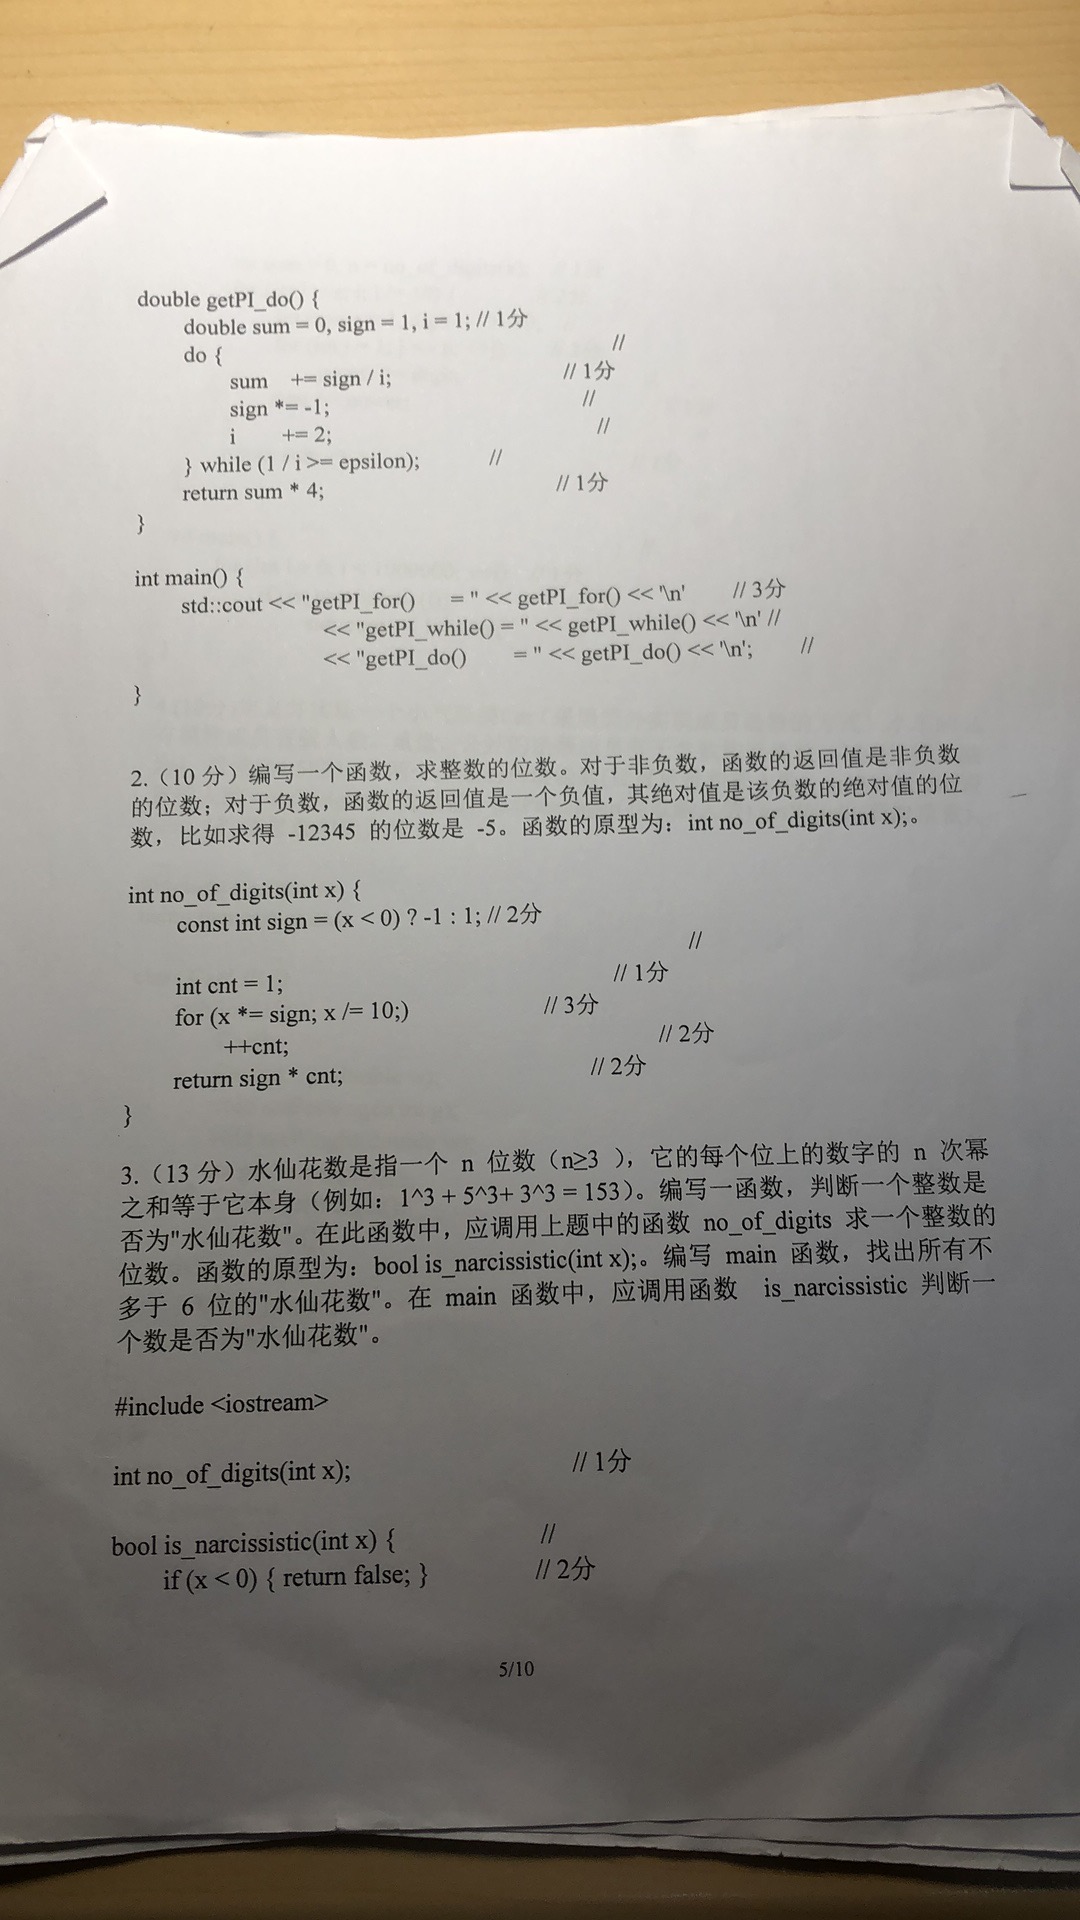 double getPI_do() {
double sum = 0, sign = 1, i = 1; // 1分
do { //
sum += sign / i; // 1分
sign *= -1; //
i += 2; //
} while (1 / i >= epsilon); //
return sum * 4; // 1分
}
int main() {
std::cout << "getPI_for() = " << getPI_for() << '\n' // 3分
<< "getPI_while() = " << getPI_while() << '\n' //
<< "getPI_do() = " << getPI_do() << '\n'; //
}
2.（10 分）编写一个函数，求整数的位数。对于非负数，函数的返回值是非负数
的位数；对于负数，函数的返回值是一个负值，其绝对值是该负数的绝对值的位
数，比如求得 -12345 的位数是 -5。函数的原型为：int no_of_digits(int x);。
int no_of_digits(int x) {
const int sign = (x < 0) ? -1 : 1; // 2分
//
int cnt = 1; // 1分
for (x *= sign; x /= 10;) // 3分
++cnt; // 2分
return sign * cnt; // 2分
}
3.（13 分）水仙花数是指一个 n 位数（n≥3 ），它的每个位上的数字的 n 次幂
之和等于它本身（例如：1^3 + 5^3+ 3^3 = 153）。编写一函数，判断一个整数是
否为"水仙花数"。在此函数中，应调用上题中的函数 no_of_digits 求一个整数的
位数。函数的原型为：bool is_narcissistic(int x);。编写 main 函数，找出所有不
多于 6 位的"水仙花数"。在 main 函数中，应调用函数 is_narcissistic 判断一
个数是否为"水仙花数"。
#include <iostream>
int no_of_digits(int x); // 1分
bool is_narcissistic(int x) { //
if (x < 0) { return false; } // 2分
5/10